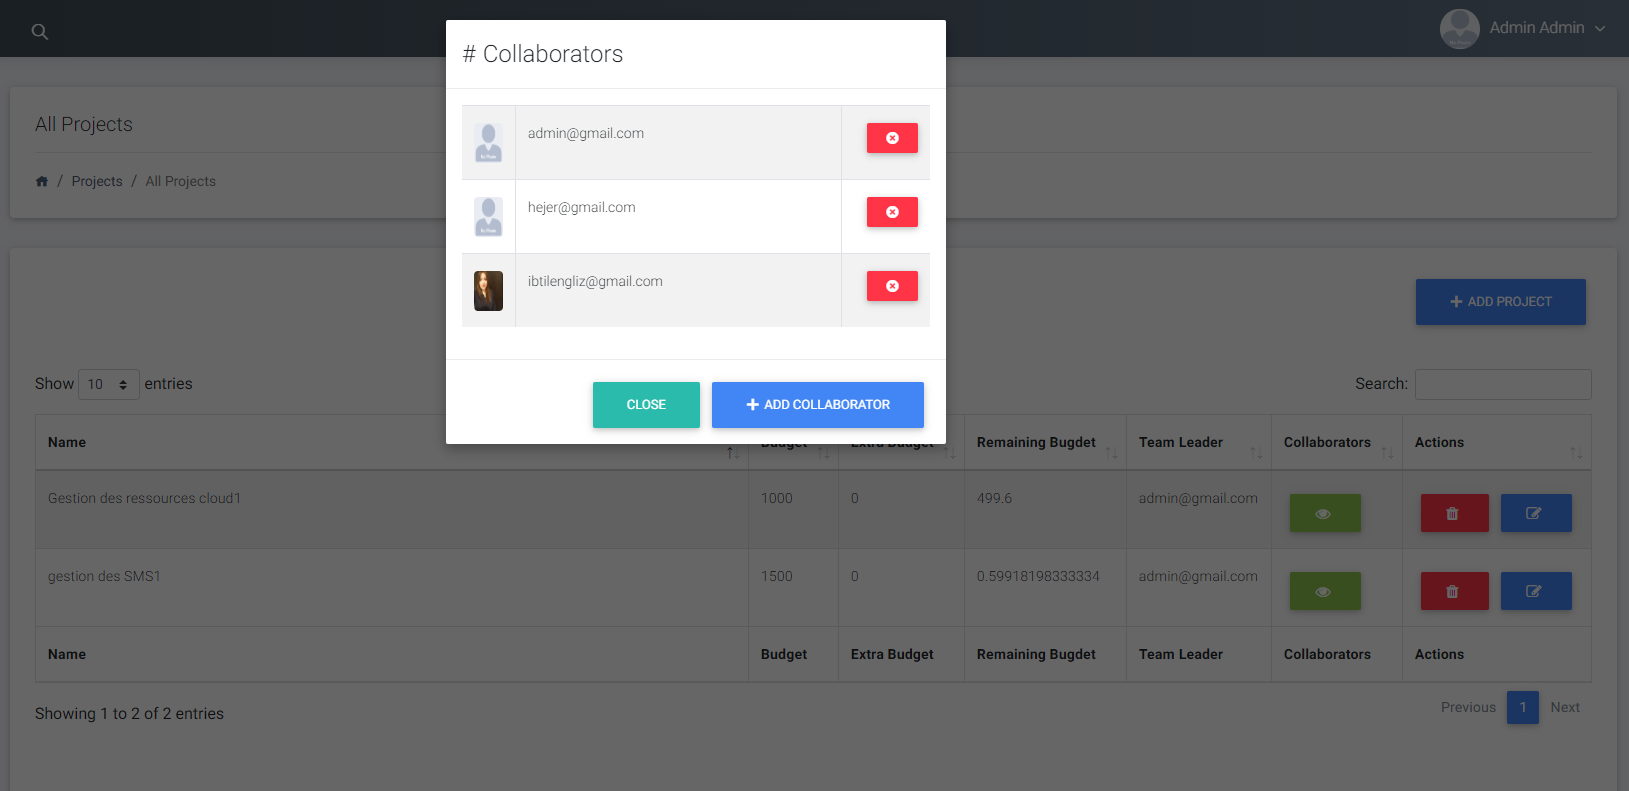 Admin Admin
# Collaborators
admin@gmail.com
hejer@gmail.com
ibtilengliz@gmail.com
CLOSE
ADD COLLABORATOR
All Projects
/ Projects / All Projects
ADD PROJECT
Show 10 entries
Search:
Name Budget Extra Budget Remaining Bugdet Team Leader Collaborators Actions
Gestion des ressources cloud1 1000 0 499.6 admin@gmail.com
gestion des SMS1 1500 0 0.59918198333334 admin@gmail.com
Name Budget Extra Budget Remaining Bugdet Team Leader Collaborators Actions
Showing 1 to 2 of 2 entries
Previous 1 Next